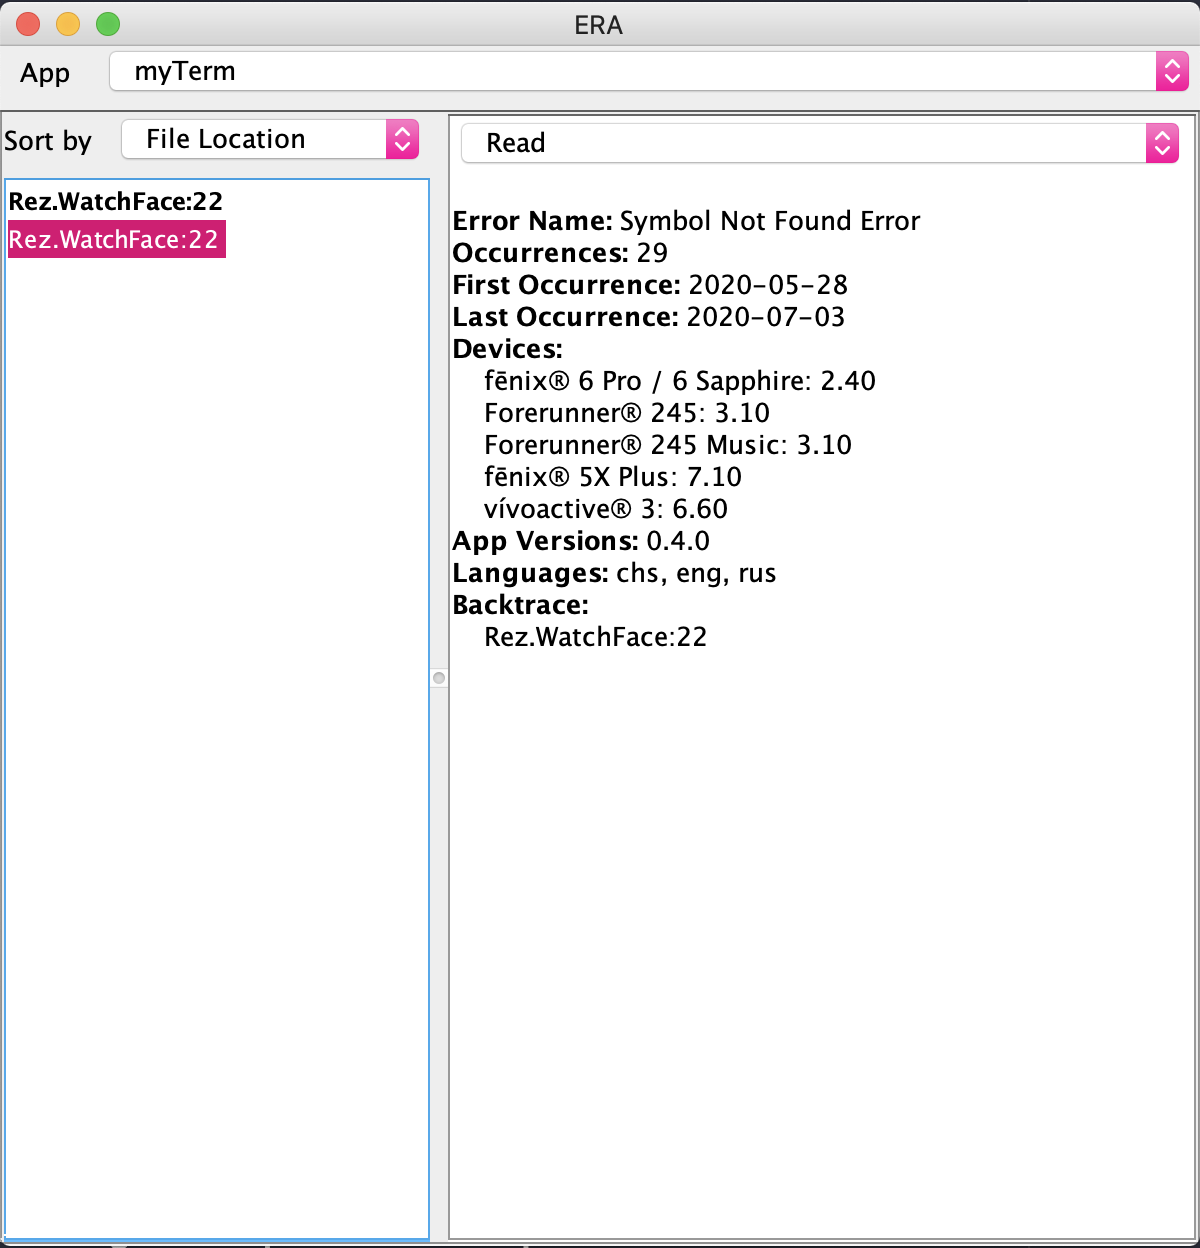 ERA
App myTerm
Sort by File Location
Rez.WatchFace:22
Rez.WatchFace:22
Read
Error Name: Symbol Not Found Error
Occurrences: 29
First Occurrence: 2020-05-28
Last Occurrence: 2020-07-03
Devices:
fēnix® 6 Pro / 6 Sapphire: 2.40
Forerunner® 245: 3.10
Forerunner® 245 Music: 3.10
fēnix® 5X Plus: 7.10
vívoactive® 3: 6.60
App Versions: 0.4.0
Languages: chs, eng, rus
Backtrace:
Rez.WatchFace:22